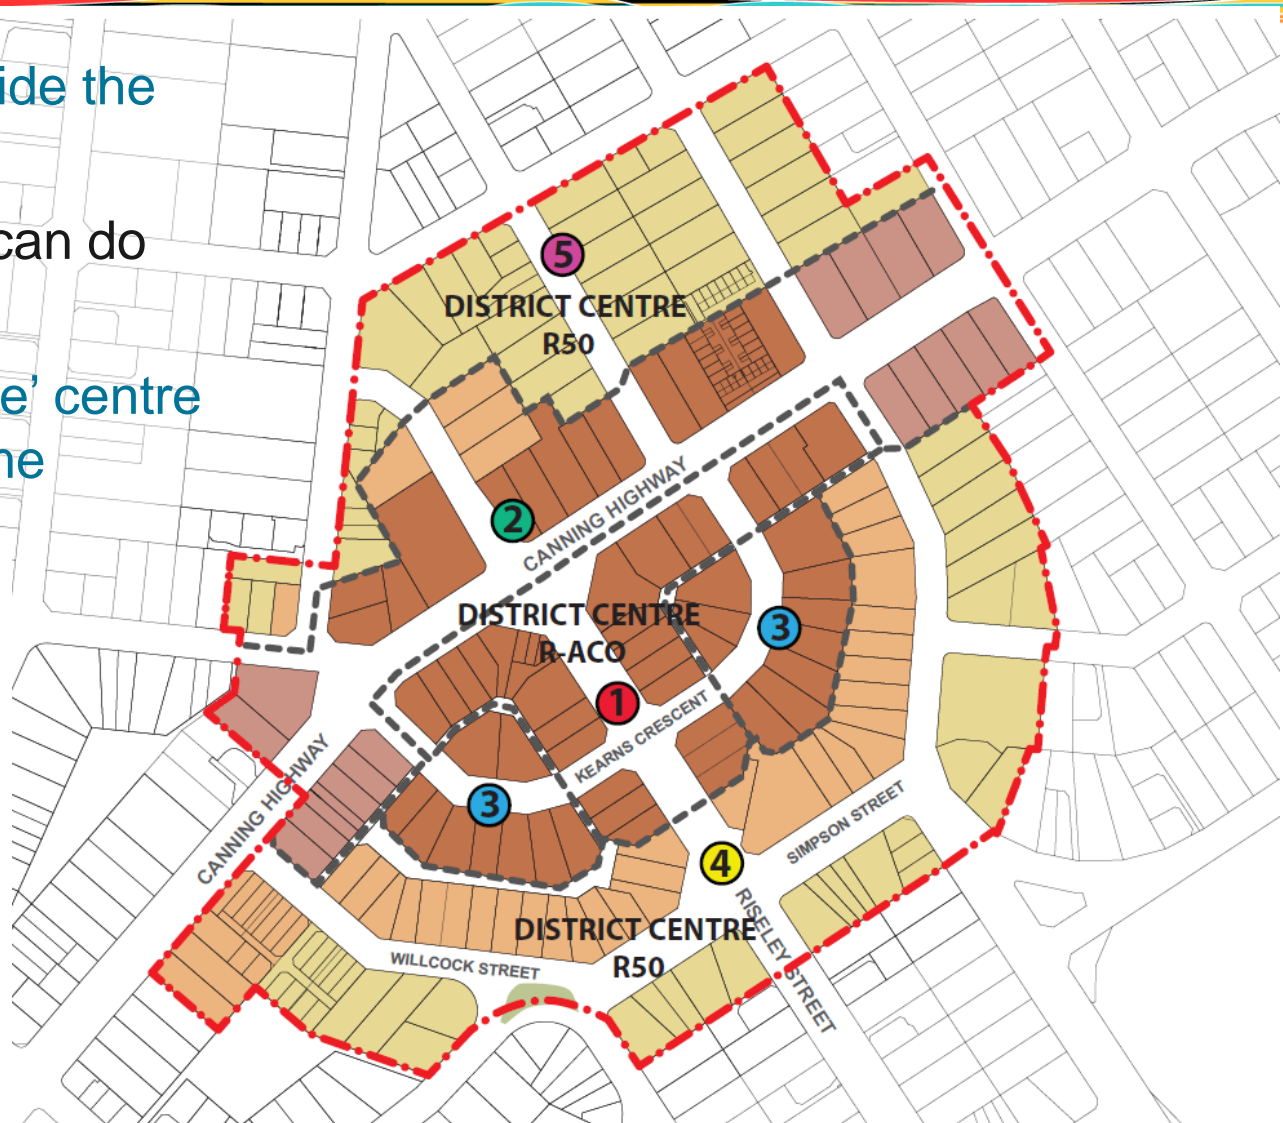 ide the
can do
e’ centre
ne
5
DISTRICT CENTRE
R50
2
CANNING HIGHWAY
DISTRICT CENTRE
R-ACO
3
1
KEARNS CRESCENT
3
CANNING HIGHWAY
SIMPSON STREET
4
RISELEY STREET
DISTRICT CENTRE
R50
WILLCOCK STREET